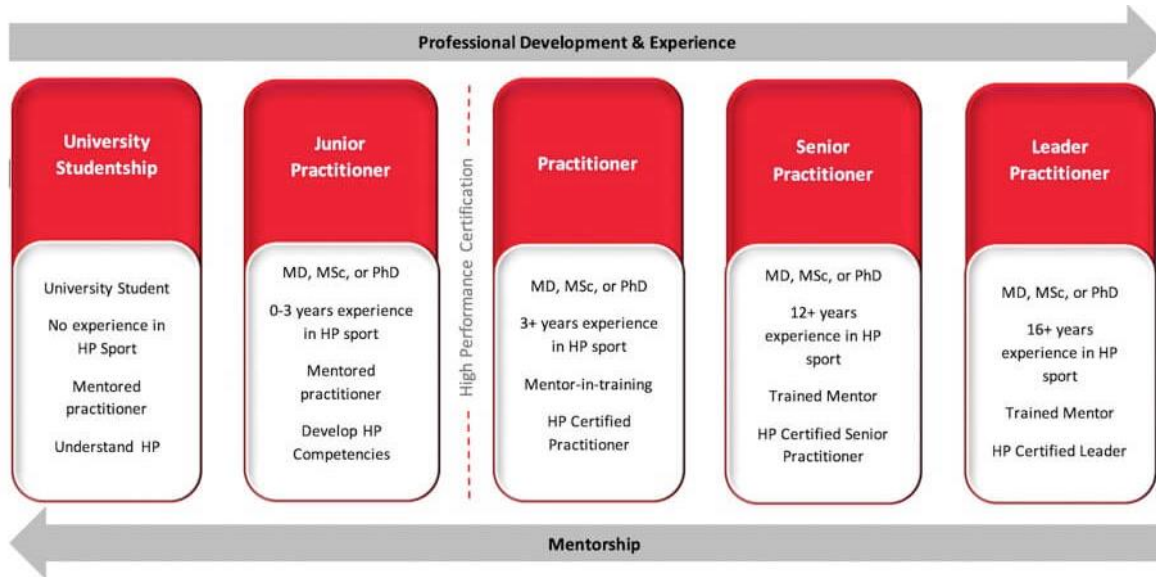 Professional Development & Experience
University
Studentship
University Student
No experience in
HP Sport
Mentored
practitioner
Understand HP
Junior
Practitioner
MD, MSc, or PhD
0-3 years experience
in HP sport
Mentored
practitioner
Develop HP
Competencies
High Performance Certification
Practitioner
MD, MSc, or PhD
3+ years experience
in HP sport
Mentor-in-training
HP Certified
Practitioner
Senior
Practitioner
MD, MSc, or PhD
12+ years
experience in HP
sport
Trained Mentor
HP Certified Senior
Practitioner
Leader
Practitioner
MD, MSc, or PhD
16+ years
experience in HP
sport
Trained Mentor
HP Certified Leader
Mentorship